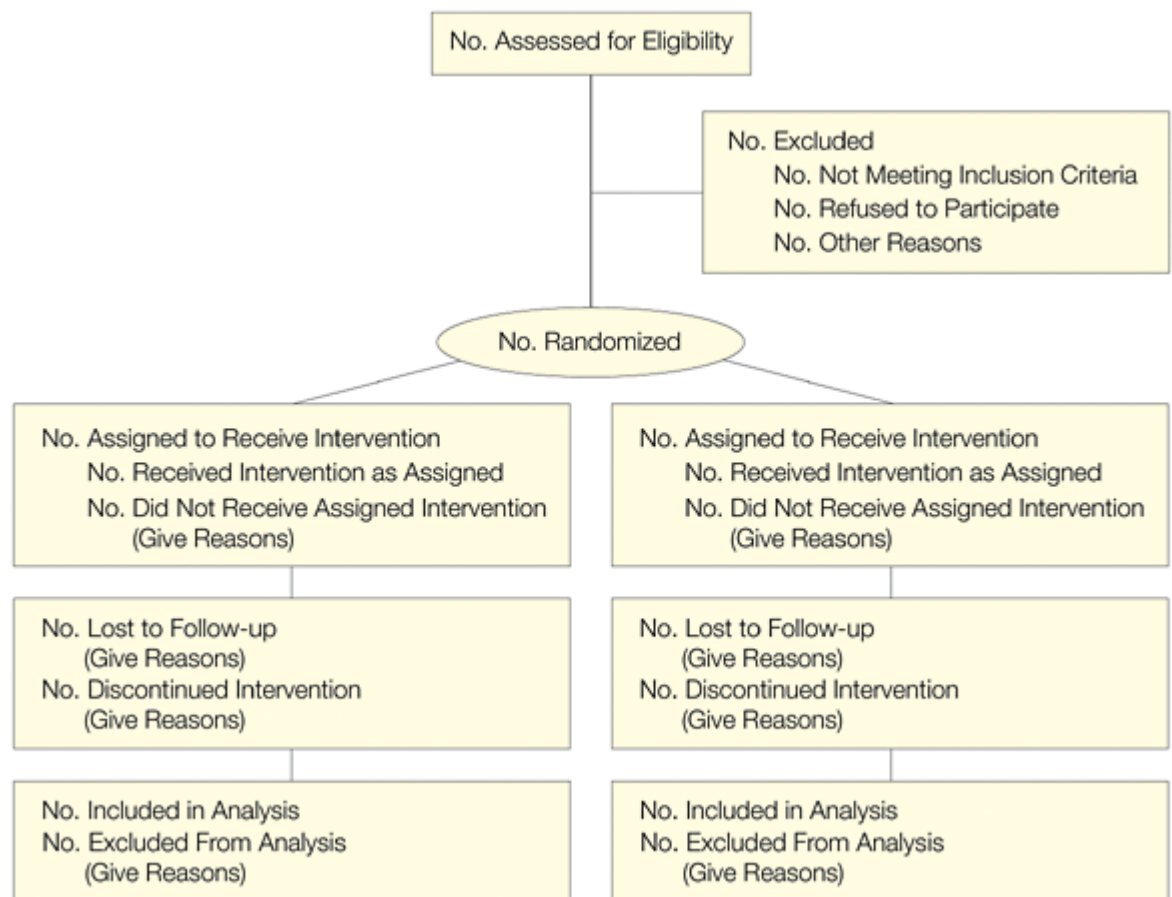 No. Assessed for Eligibility
No. Excluded
No. Not Meeting Inclusion Criteria
No. Refused to Participate
No. Other Reasons
No. Randomized
No. Assigned to Receive Intervention
No. Received Intervention as Assigned
No. Did Not Receive Assigned Intervention
(Give Reasons)
No. Assigned to Receive Intervention
No. Received Intervention as Assigned
No. Did Not Receive Assigned Intervention
(Give Reasons)
No. Lost to Follow-up
(Give Reasons)
No. Discontinued Intervention
(Give Reasons)
No. Lost to Follow-up
(Give Reasons)
No. Discontinued Intervention
(Give Reasons)
No. Included in Analysis
No. Excluded From Analysis
(Give Reasons)
No. Included in Analysis
No. Excluded From Analysis
(Give Reasons)